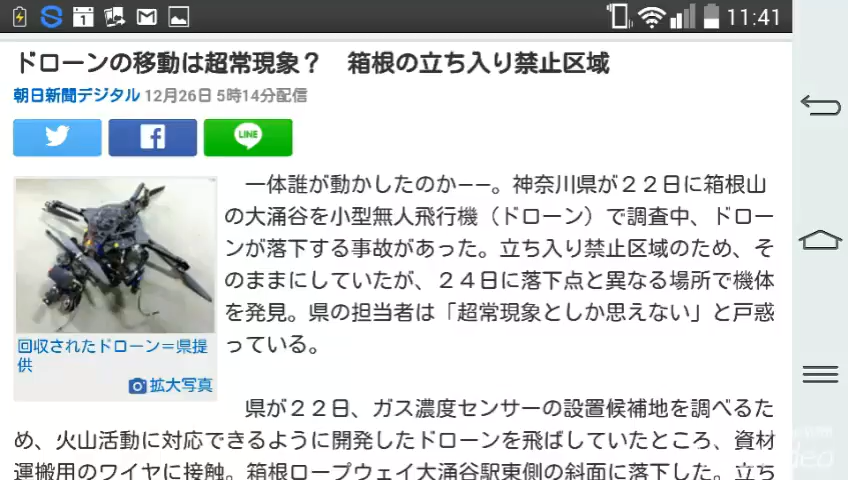 11:41
ドローンの移動は超常現象？　箱根の立ち入り禁止区域
朝日新聞デジタル 12月26日 5時14分配信
LINE
一体誰が動かしたのかーー。神奈川県が２２日に箱根山
の大涌谷を小型無人飛行機（ドローン）で調査中、ドロー
ンが落下する事故があった。立ち入り禁止区域のため、そ
のままにしていたが、２４日に落下点と異なる場所で機体
を発見。県の担当者は「超常現象としか思えない」と戸惑
っている。
回収されたドローン＝県提
供
拡大写真
県が２２日、ガス濃度センサーの設置候補地を調べるた
め、火山活動に対応できるように開発したドローンを飛ばしていたところ、資材
運搬用のワイヤに接触。箱根ロープウェイ大涌谷駅東側の斜面に落下した。立ち